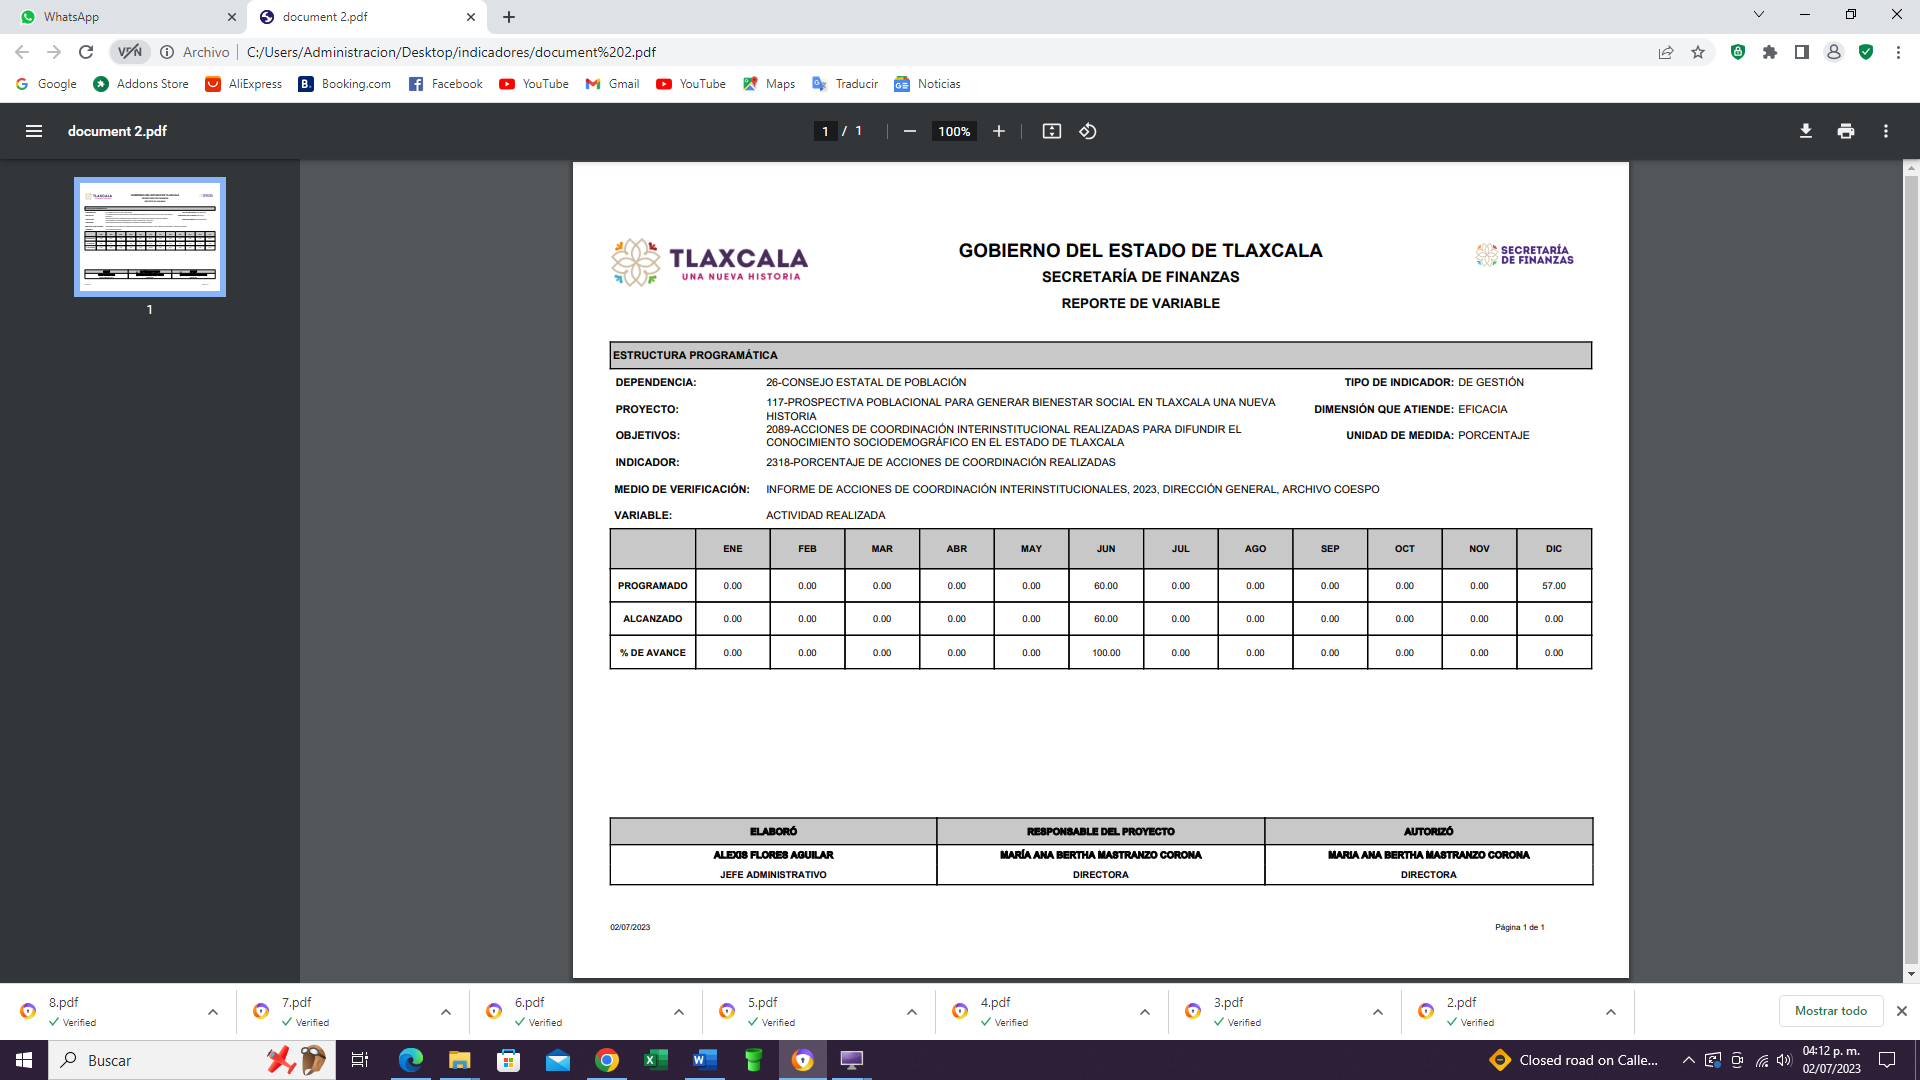 WhatsApp
document 2.pdf
VPN
Archivo
C:/Users/Administracion/Desktop/indicadores/document%202.pdf
Google
Addons Store
AliExpress
Booking.com
Facebook
YouTube
Gmail
YouTube
Maps
Traducir
Noticias
document 2.pdf
1 / 1
100%
1
TLAXCALA
UNA NUEVA HISTORIA
GOBIERNO DEL ESTADO DE TLAXCALA
SECRETARÍA DE FINANZAS
REPORTE DE VARIABLE
SECRETARÍA
DE FINANZAS
ESTRUCTURA PROGRAMÁTICA
DEPENDENCIA: 26-CONSEJO ESTATAL DE POBLACIÓN TIPO DE INDICADOR: DE GESTIÓN
PROYECTO: 117-PROSPECTIVA POBLACIONAL PARA GENERAR BIENESTAR SOCIAL EN TLAXCALA UNA NUEVA
HISTORIA DIMENSIÓN QUE ATIENDE: EFICACIA
OBJETIVOS: 2089-ACCIONES DE COORDINACIÓN INTERINSTITUCIONAL REALIZADAS PARA DIFUNDIR EL
CONOCIMIENTO SOCIODEMOGRÁFICO EN EL ESTADO DE TLAXCALA UNIDAD DE MEDIDA: PORCENTAJE
INDICADOR: 2318-PORCENTAJE DE ACCIONES DE COORDINACIÓN REALIZADAS
MEDIO DE VERIFICACIÓN: INFORME DE ACCIONES DE COORDINACIÓN INTERINSTITUCIONALES, 2023, DIRECCIÓN GENERAL, ARCHIVO COESPO
VARIABLE: ACTIVIDAD REALIZADA
ENE FEB MAR ABR MAY JUN JUL AGO SEP OCT NOV DIC
PROGRAMADO 0.00 0.00 0.00 0.00 0.00 60.00 0.00 0.00 0.00 0.00 0.00 57.00
ALCANZADO 0.00 0.00 0.00 0.00 0.00 60.00 0.00 0.00 0.00 0.00 0.00 0.00
% DE AVANCE 0.00 0.00 0.00 0.00 0.00 100.00 0.00 0.00 0.00 0.00 0.00 0.00
ELABORÓ RESPONSABLE DEL PROYECTO AUTORIZÓ
ALEXIS FLORES AGUILAR MARÍA ANA BERTHA MASTRANZO CORONA MARIA ANA BERTHA MASTRANZO CORONA
JEFE ADMINISTRATIVO DIRECTORA DIRECTORA
02/07/2023 Página 1 de 1
8.pdf
Verified
7.pdf
Verified
6.pdf
Verified
5.pdf
Verified
4.pdf
Verified
3.pdf
Verified
2.pdf
Verified
Mostrar todo
Buscar
Closed road on Calle...
04:12 p. m.
02/07/2023